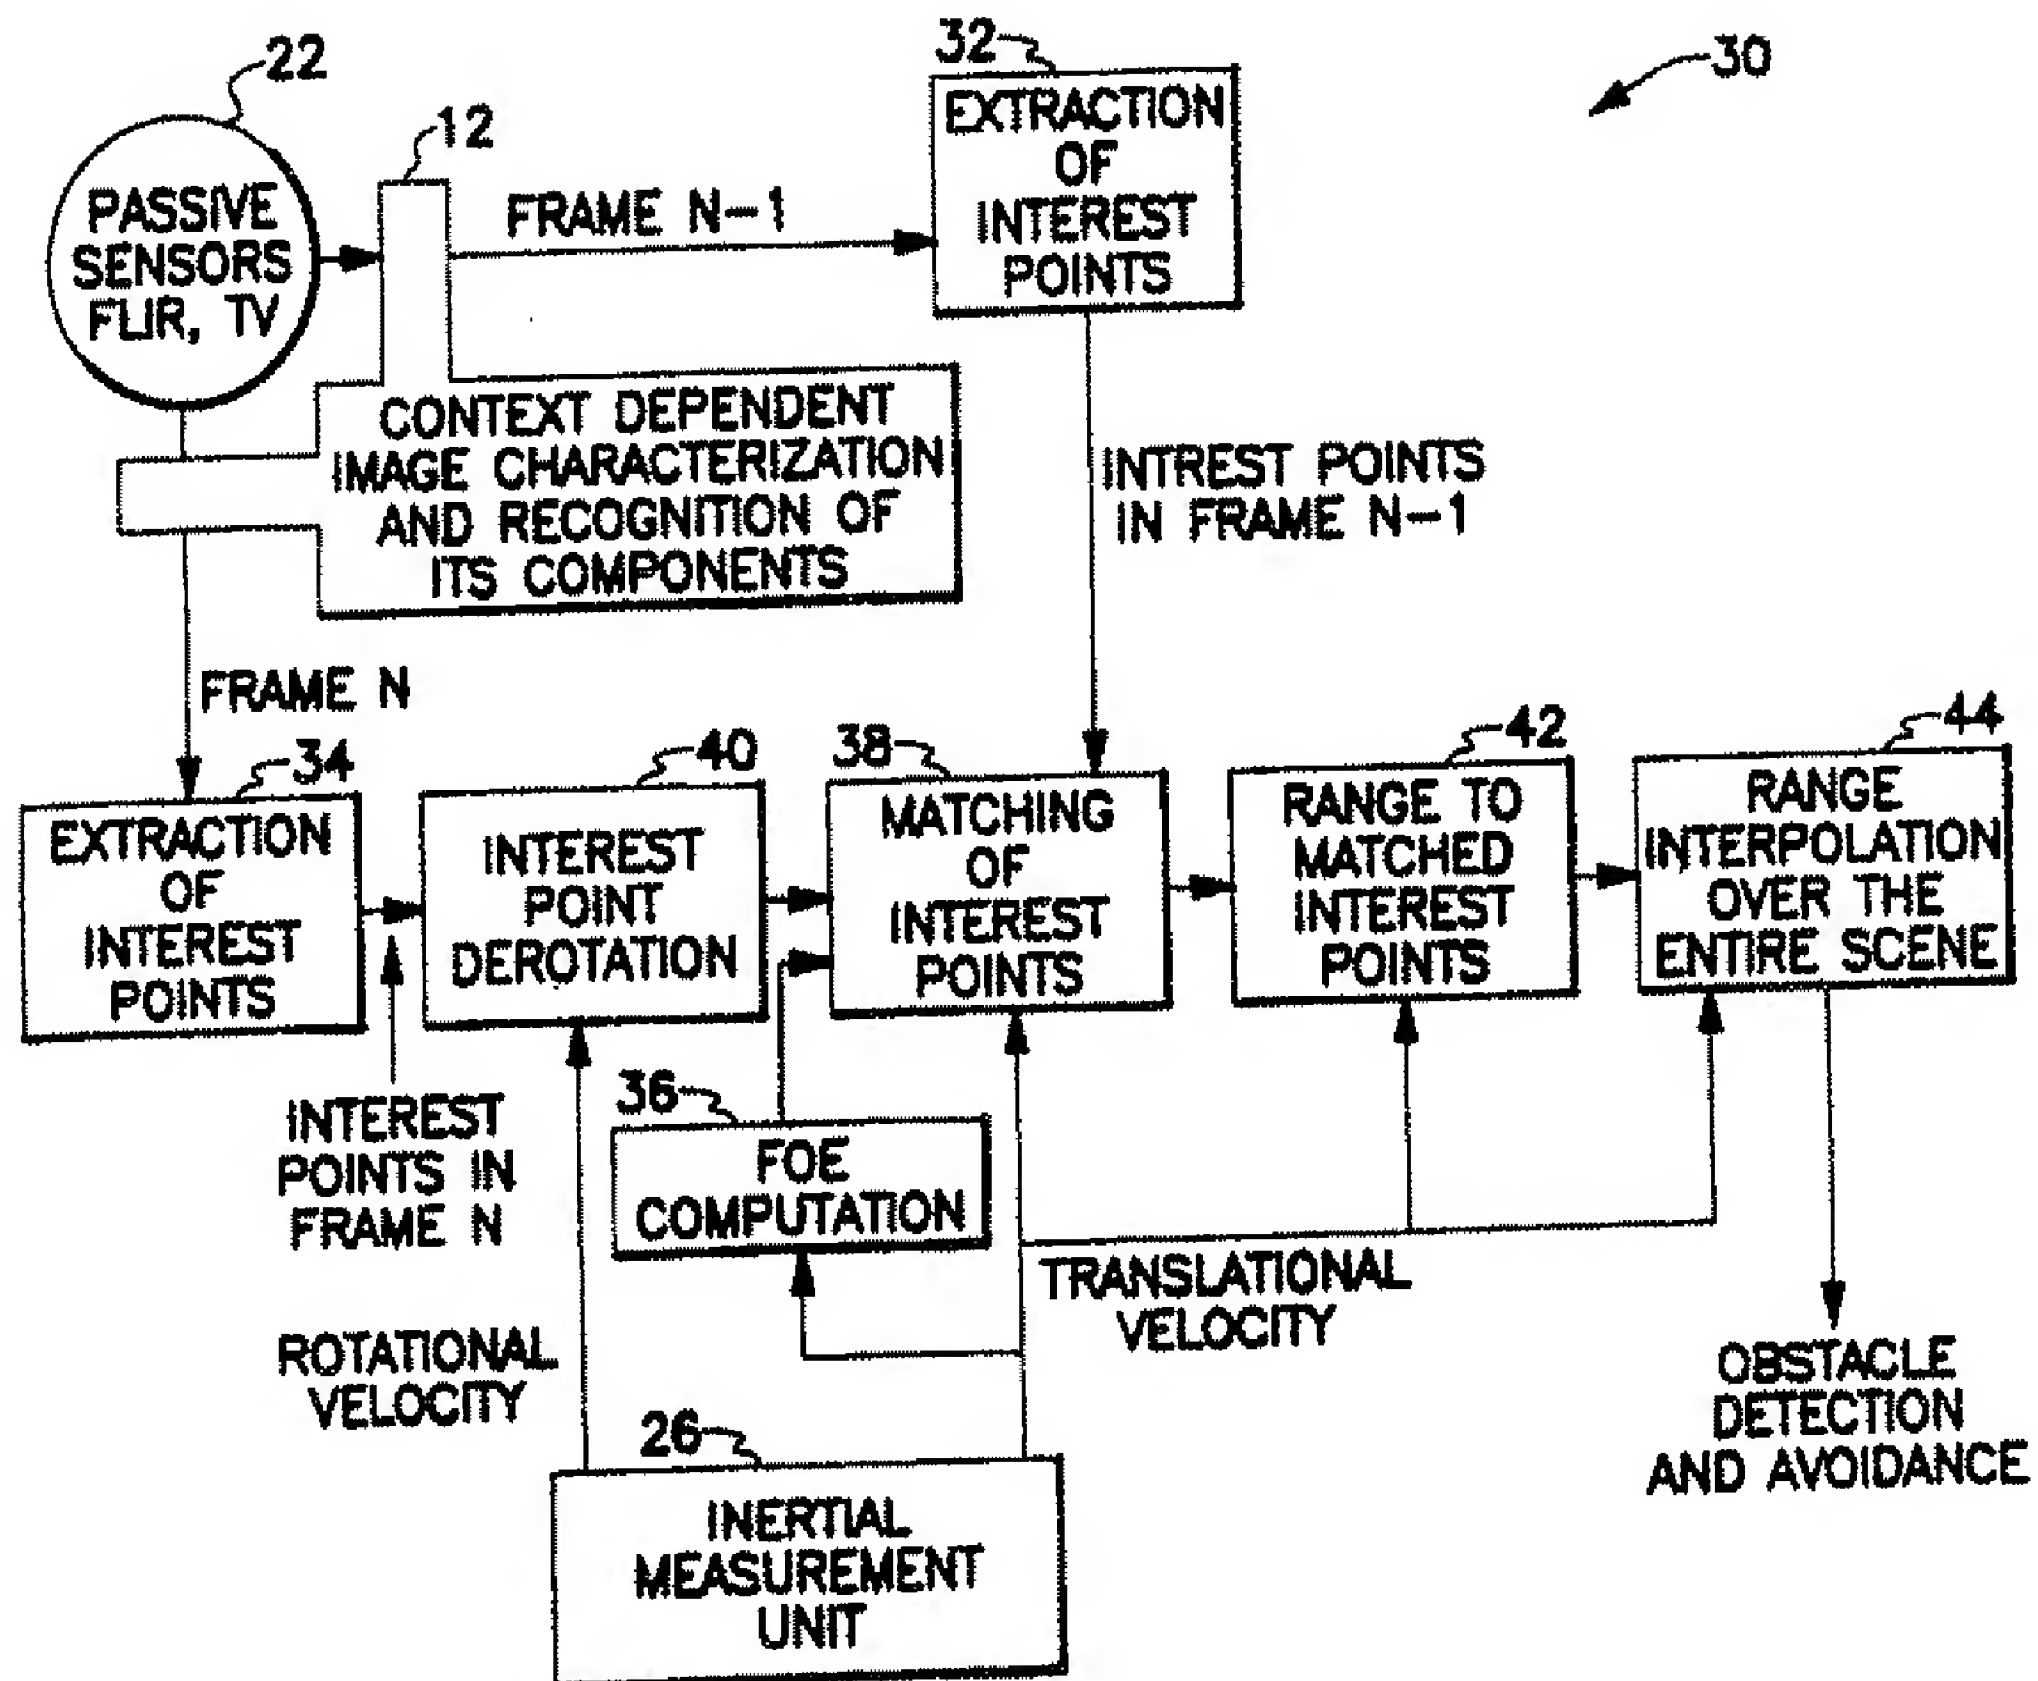 22
PASSIVE
SENSORS
FLIR, TV
12
FRAME N-1
32
EXTRACTION
OF
INTEREST
POINTS
30
CONTEXT DEPENDENT
IMAGE CHARACTERIZATION
AND RECOGNITION OF
ITS COMPONENTS
INTREST POINTS
IN FRAME N-1
FRAME N
34
EXTRACTION
OF
INTEREST
POINTS
40
INTEREST
POINT
DEROTATION
38
MATCHING
OF
INTEREST
POINTS
42
RANGE TO
MATCHED
INTEREST
POINTS
44
RANGE
INTERPOLATION
OVER THE
ENTIRE SCENE
INTEREST
POINTS IN
FRAME N
36
FOE
COMPUTATION
TRANSLATIONAL
VELOCITY
ROTATIONAL
VELOCITY
OBSTACLE
DETECTION
AND AVOIDANCE
26
INERTIAL
MEASUREMENT
UNIT